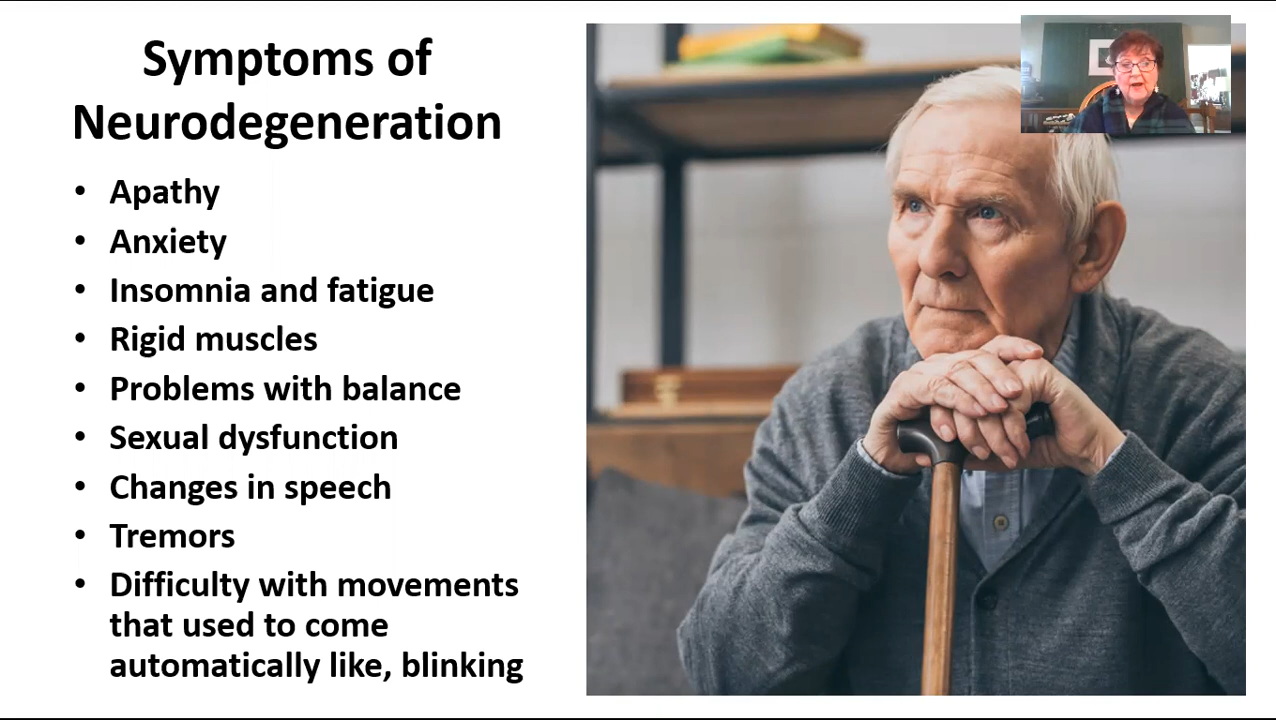 Symptoms of
Neurodegeneration
• Apathy
• Anxiety
• Insomnia and fatigue
• Rigid muscles
• Problems with balance
• Sexual dysfunction
• Changes in speech
• Tremors
• Difficulty with movements
that used to come
automatically like, blinking